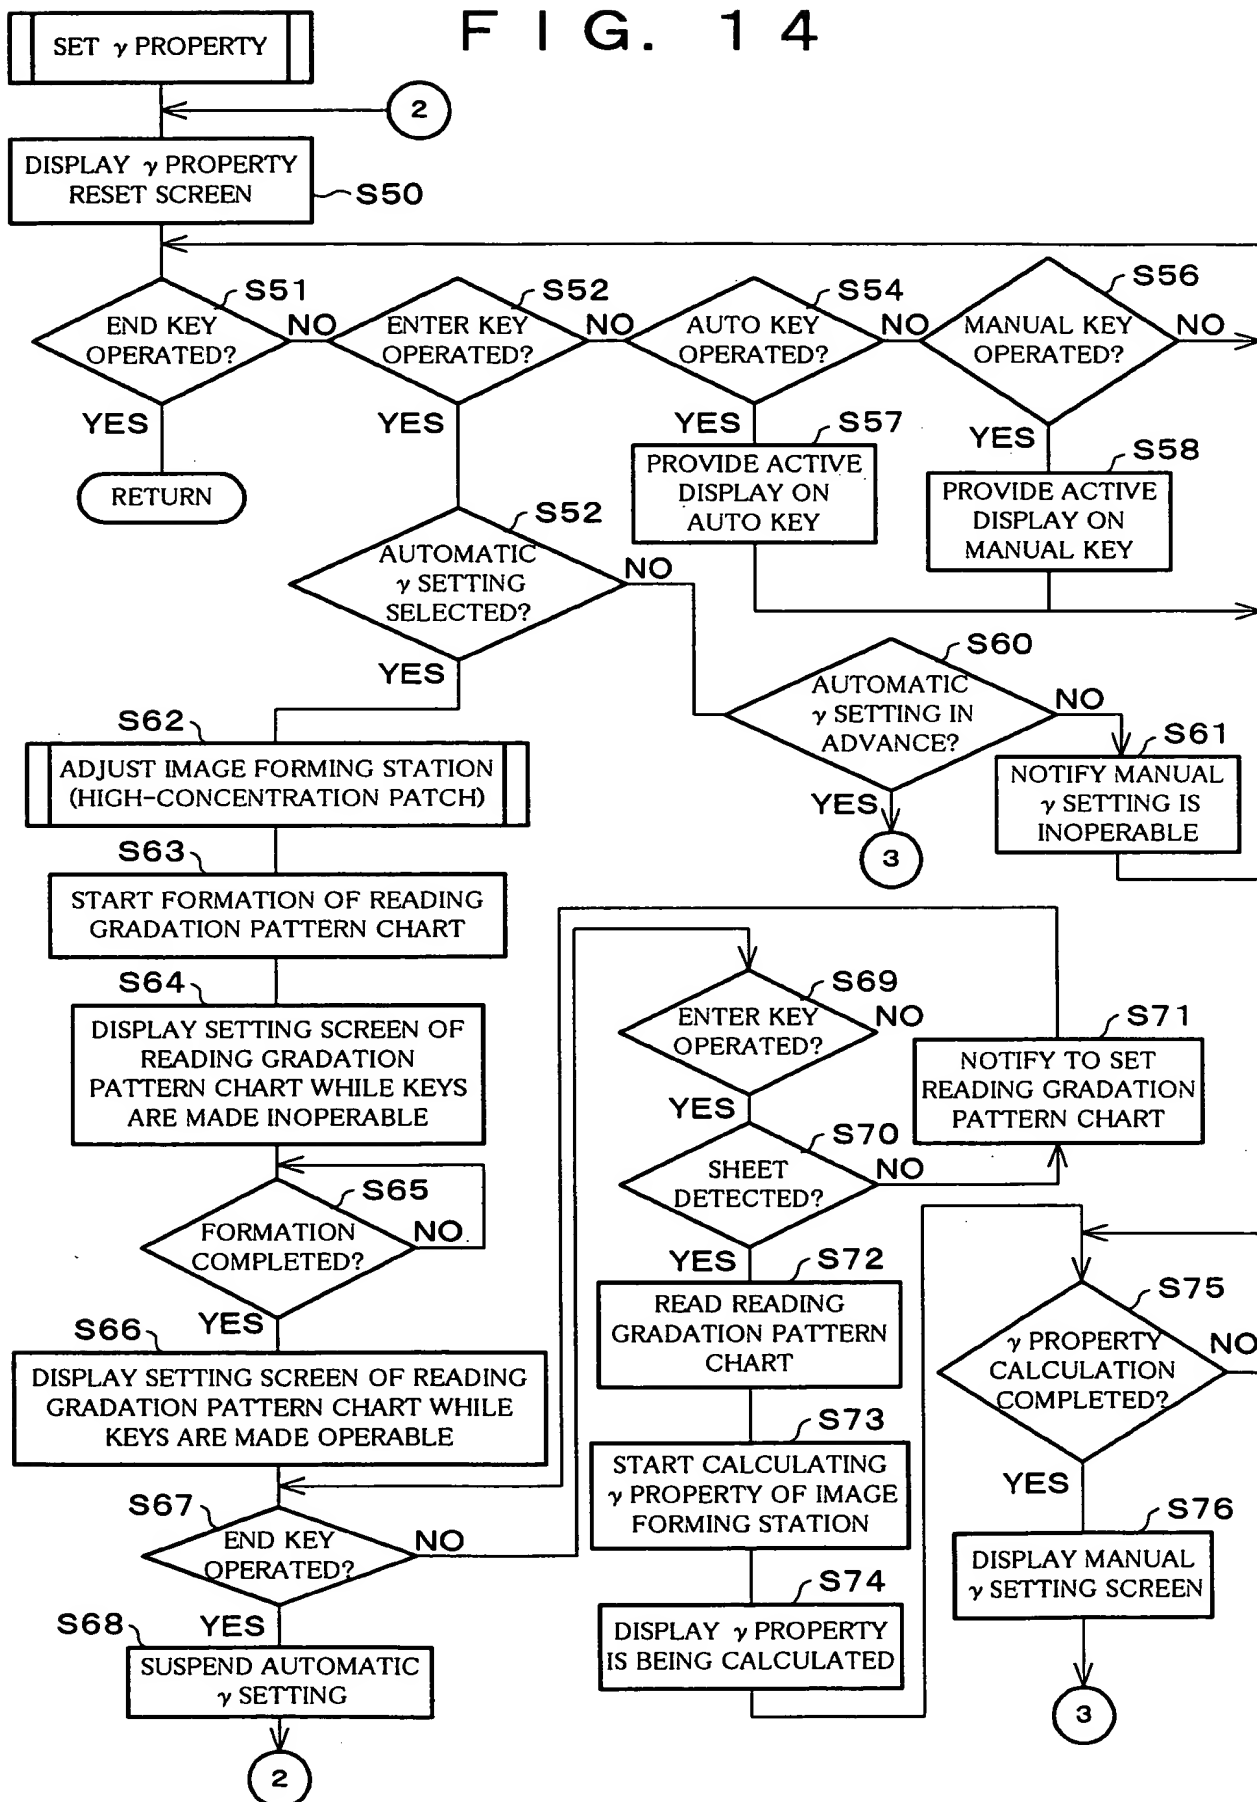 FIG. 14
SET γ PROPERTY
2
DISPLAY γ PROPERTY
RESET SCREEN
S50
S51
END KEY
OPERATED?
NO
YES
RETURN
S52
ENTER KEY
OPERATED?
NO
YES
S54
AUTO KEY
OPERATED?
NO
YES
S56
MANUAL KEY
OPERATED?
NO
YES
S57
PROVIDE ACTIVE
DISPLAY ON
AUTO KEY
S58
PROVIDE ACTIVE
DISPLAY ON
MANUAL KEY
S52
AUTOMATIC
γ SETTING
SELECTED?
NO
YES
S60
AUTOMATIC
γ SETTING IN
ADVANCE?
NO
YES
3
S61
NOTIFY MANUAL
γ SETTING IS
INOPERABLE
S62
ADJUST IMAGE FORMING STATION
(HIGH-CONCENTRATION PATCH)
S63
START FORMATION OF READING
GRADATION PATTERN CHART
S64
DISPLAY SETTING SCREEN OF
READING GRADATION
PATTERN CHART WHILE KEYS
ARE MADE INOPERABLE
S65
FORMATION
COMPLETED?
NO
YES
S66
DISPLAY SETTING SCREEN OF READING
GRADATION PATTERN CHART WHILE
KEYS ARE MADE OPERABLE
S67
END KEY
OPERATED?
NO
YES
S68
SUSPEND AUTOMATIC
γ SETTING
2
S69
ENTER KEY
OPERATED?
NO
YES
S70
SHEET
DETECTED?
NO
YES
S71
NOTIFY TO SET
READING GRADATION
PATTERN CHART
S72
READ READING
GRADATION PATTERN
CHART
S73
START CALCULATING
γ PROPERTY OF IMAGE
FORMING STATION
S74
DISPLAY γ PROPERTY
IS BEING CALCULATED
S75
γ PROPERTY
CALCULATION
COMPLETED?
NO
YES
S76
DISPLAY MANUAL
γ SETTING SCREEN
3